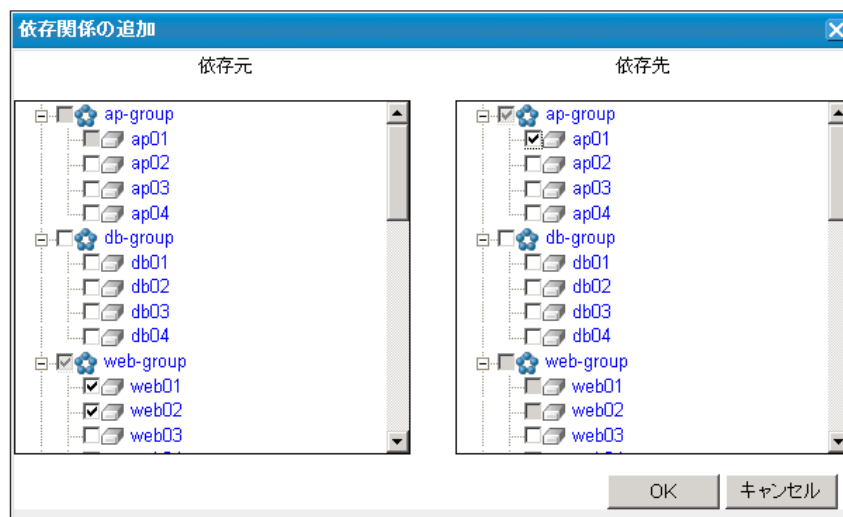 依存関係の追加
依存元
ap-group
ap01
ap02
ap03
ap04
db-group
db01
db02
db03
db04
web-group
web01
web02
web03
依存先
ap-group
ap01
ap02
ap03
ap04
db-group
db01
db02
db03
db04
web-group
web01
web02
web03
OK
キャンセル